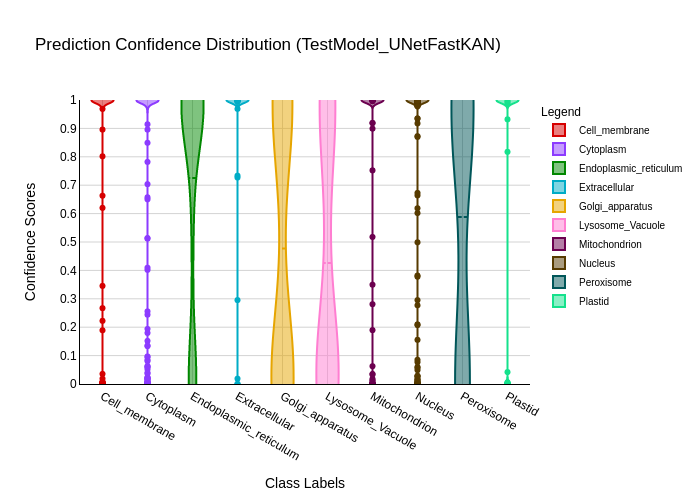 Prediction Confidence Distribution (TestModel_UNetFastKAN)
Confidence Scores
1
0.9
0.8
0.7
0.6
0.5
0.4
0.3
0.2
0.1
0
Cell_membrane
Cytoplasm
Endoplasmic_reticulum
Extracellular
Golgi_apparatus
Lysosome_Vacuole
Mitochondrion
Nucleus
Peroxisome
Plastid
Class Labels
Legend
Cell_membrane
Cytoplasm
Endoplasmic_reticulum
Extracellular
Golgi_apparatus
Lysosome_Vacuole
Mitochondrion
Nucleus
Peroxisome
Plastid